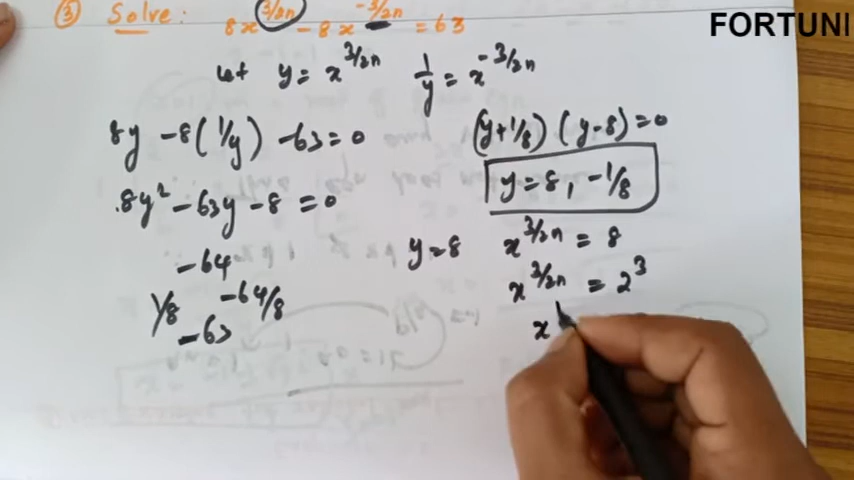 FORTUNI
③ Solve: 8x^{3/2n} - 8x^{-3/2n} = 63
let y = x^{3/2n} 1/y = x^{-3/2n}
8y - 8(1/y) - 63 = 0
8y² - 63y - 8 = 0
-64
1/8 -64/8
-63
(y+1/8) (y-8) = 0
y = 8, -1/8
y = 8 x^{3/2n} = 8
x^{3/2n} = 2³
x